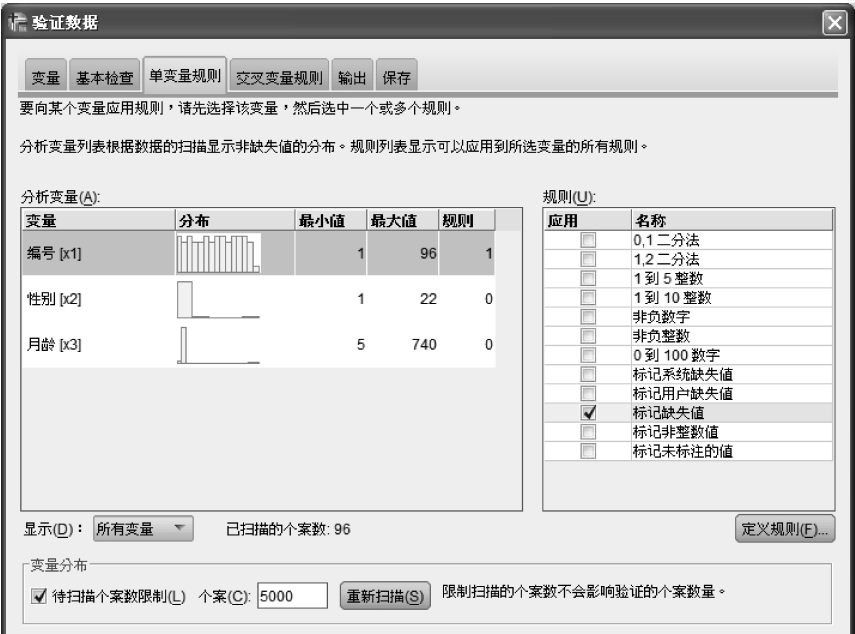 验证数据
变量 基本检查 单变量规则 交叉变量规则 输出 保存
要向某个变量应用规则，请先选择该变量，然后选中一个或多个规则。
分析变量列表根据数据的扫描显示非缺失值的分布。规则列表显示可以应用到所选变量的所有规则。
分析变量(A):
变量 分布 最小值 最大值 规则
编号 [x1] 1 96 1
性别 [x2] 1 22 0
月龄 [x3] 5 740 0
规则(U):
应用 名称
0,1 二分法
1,2 二分法
1 到 5 整数
1 到 10 整数
非负数字
非负整数
0 到 100 数字
标记系统缺失值
标记用户缺失值
标记缺失值
标记非整数值
标记未标注的值
显示(D)： 所有变量 已扫描的个案数: 96
定义规则(F)...
变量分布
待扫描个案数限制(L) 个案(C): 5000 重新扫描(S) 限制扫描的个案数不会影响验证的个案数量。